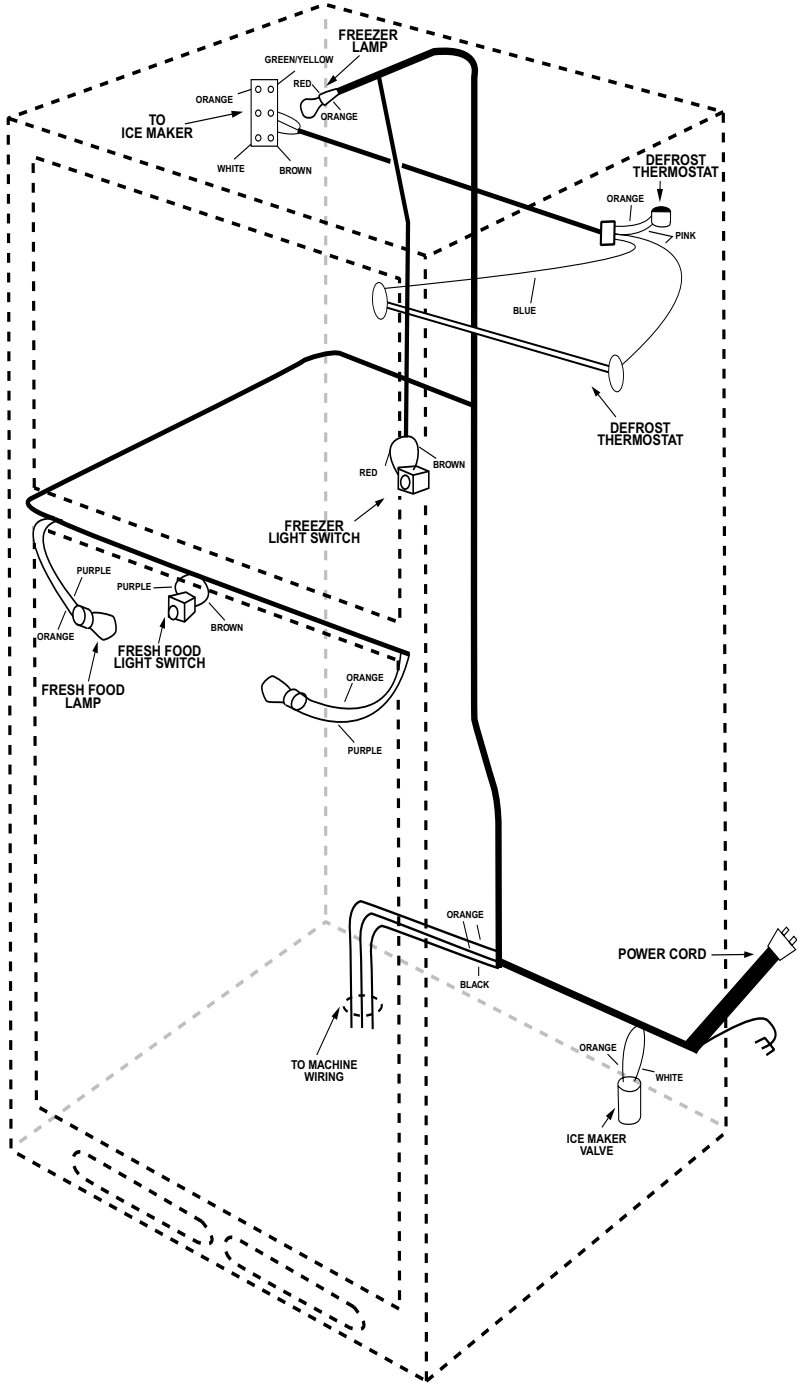 FREEZER
LAMP
GREEN/YELLOW
RED
ORANGE
ORANGE
TO
ICE MAKER
WHITE
BROWN
DEFROST
THERMOSTAT
ORANGE
PINK
BLUE
DEFROST
THERMOSTAT
RED
BROWN
FREEZER
LIGHT SWITCH
PURPLE
PURPLE
ORANGE
BROWN
FRESH FOOD
LIGHT SWITCH
FRESH FOOD
LAMP
ORANGE
PURPLE
ORANGE
BLACK
POWER CORD
TO MACHINE
WIRING
ORANGE
WHITE
ICE MAKER
VALVE